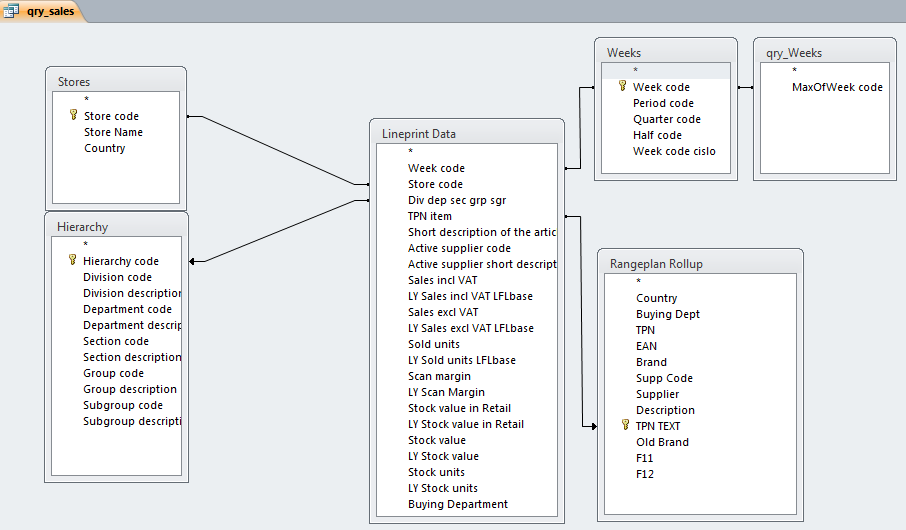 qry_sales
Stores
*
Store code
Store Name
Country
Hierarchy
*
Hierarchy code
Division code
Division description
Department code
Department descrip
Section code
Section description
Group code
Group description
Subgroup code
Subgroup descripti
Lineprint Data
*
Week code
Store code
Div dep sec grp sgr
TPN item
Short description of the artic
Active supplier code
Active supplier short descript
Sales incl VAT
LY Sales incl VAT LFLbase
Sales excl VAT
LY Sales excl VAT LFLbase
Sold units
LY Sold units LFLbase
Scan margin
LY Scan Margin
Stock value in Retail
LY Stock value in Retail
Stock value
LY Stock value
Stock units
LY Stock units
Buying Department
Weeks
*
Week code
Period code
Quarter code
Half code
Week code cislo
qry_Weeks
*
MaxOfWeek code
Rangeplan Rollup
*
Country
Buying Dept
TPN
EAN
Brand
Supp Code
Supplier
Description
TPN TEXT
Old Brand
F11
F12